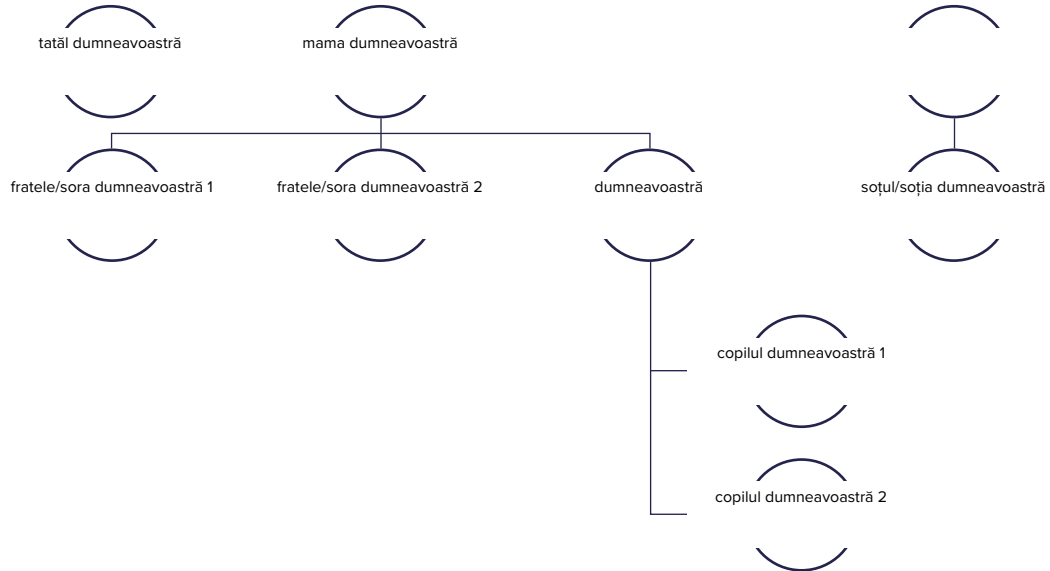 tatăl dumneavoastră
mama dumneavoastră
fratele/sora dumneavoastră 1
fratele/sora dumneavoastră 2
dumneavoastră
soțul/soția dumneavoastră
copilul dumneavoastră 1
copilul dumneavoastră 2